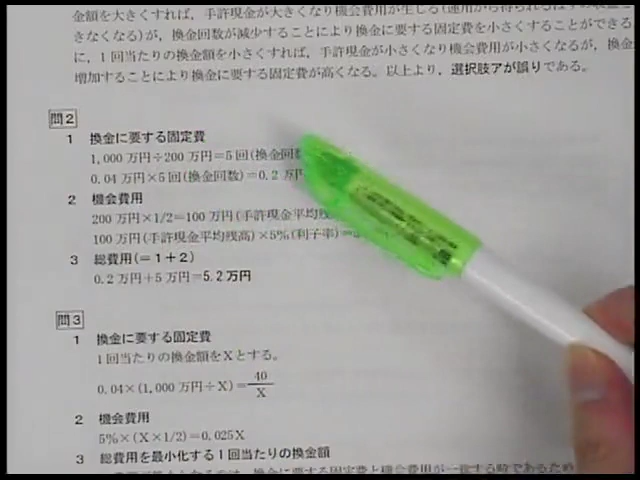 金額を大きくすれば，手許現金が大きくなり機会費用が生じる
きなくなる)が，換金回数が減少することにより換金に要する固定費を小さくすることができる
に，1回当たりの換金額を小さくすれば，手許現金が小さくなり機会費用が小さくなるが，換金
増加することにより換金に要する固定費が高くなる。以上より，選択肢アが誤りである。
問2
1 換金に要する固定費
1,000万円÷200万円＝5回(換金回数
0.04万円×5回(換金回数)＝0.2万円
2 機会費用
200万円×1/2＝100万円(手許現金平均残
100万円(手許現金平均残高)×5％(利子率)＝
3 総費用(＝1＋2)
0.2万円＋5万円＝5.2万円
問3
1 換金に要する固定費
1回当たりの換金額をXとする。
0.04×(1,000万円÷X)＝40/X
2 機会費用
5％×(X×1/2)＝0.025X
3 総費用を最小化する1回当たりの換金額